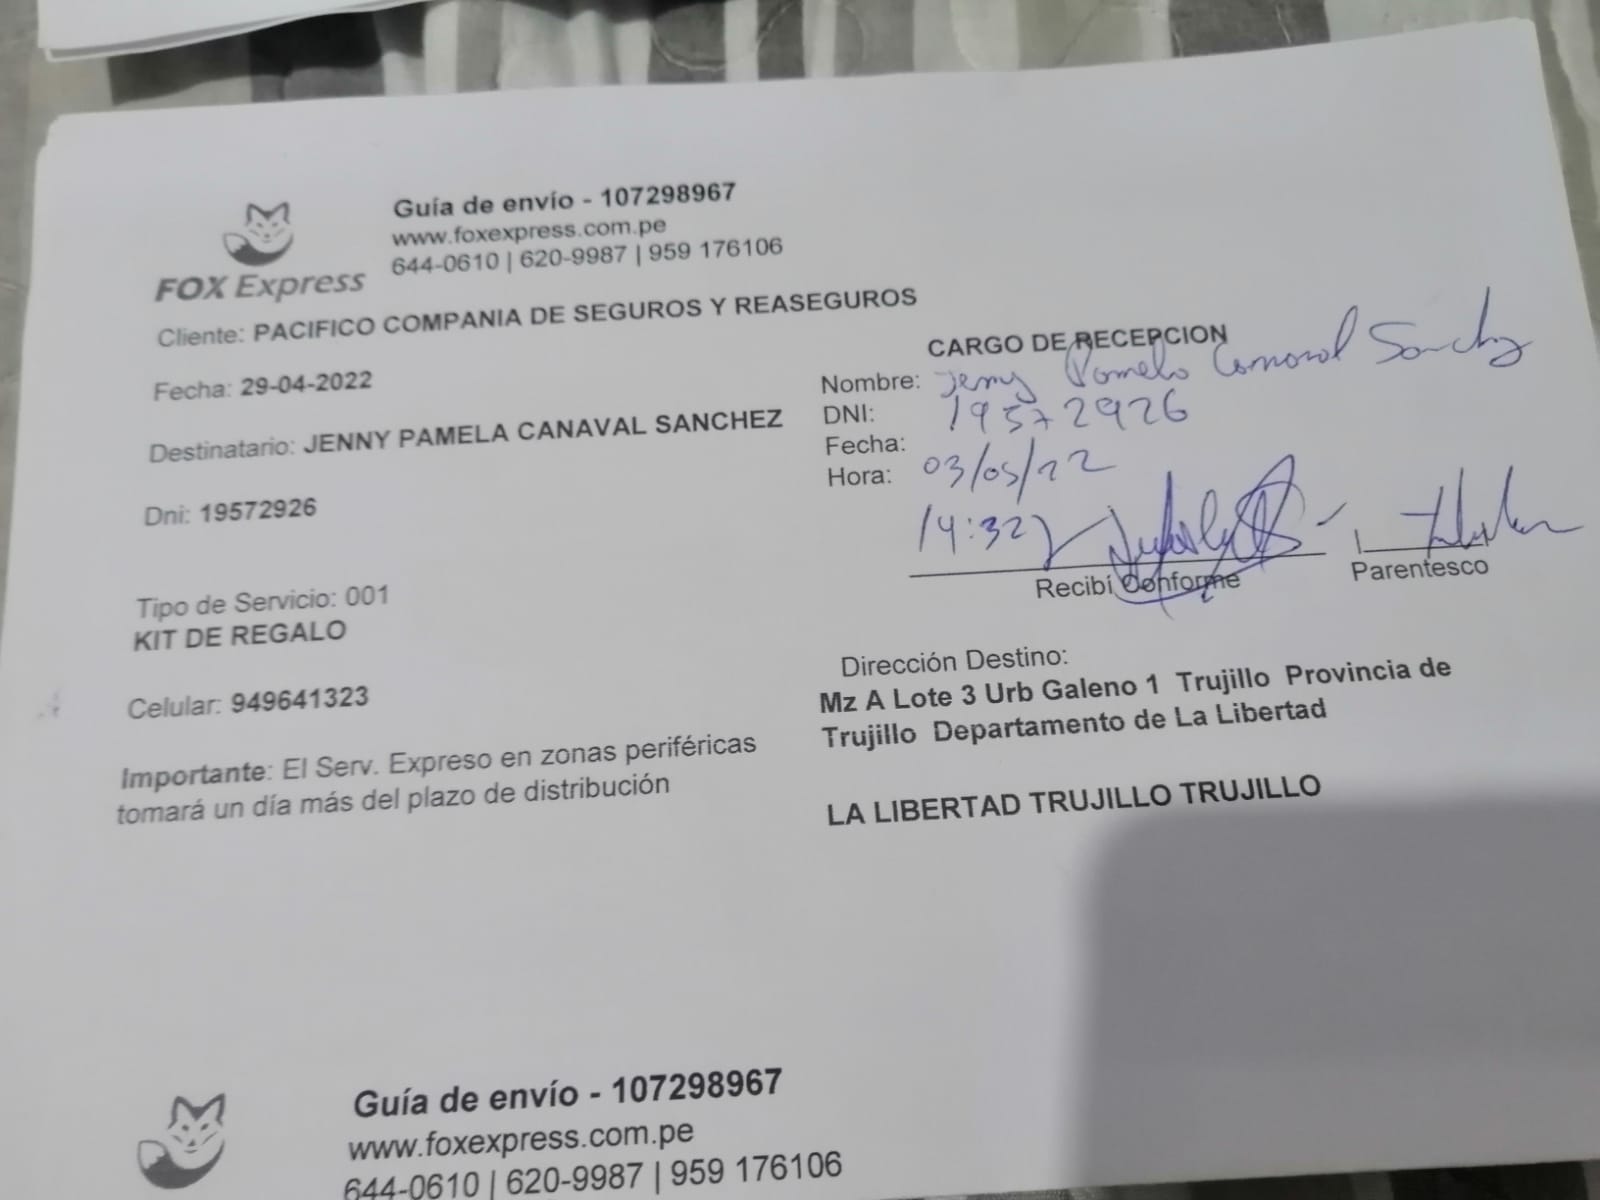 Guía de envío - 107298967
www.foxexpress.com.pe
644-0610 | 620-9987 | 959 176106
FOX Express
Cliente: PACIFICO COMPANIA DE SEGUROS Y REASEGUROS
Fecha: 29-04-2022
Destinatario: JENNY PAMELA CANAVAL SANCHEZ
Dni: 19572926
Tipo de Servicio: 001
KIT DE REGALO
Celular: 949641323
Importante: El Serv. Expreso en zonas periféricas
tomará un día más del plazo de distribución
CARGO DE RECEPCION
Nombre: Jenny Pamela Canaval Sanchez
DNI: 19572926
Fecha:
Hora: 03/05/22
14:32
Recibí Conforme
Parentesco
Dirección Destino:
Mz A Lote 3 Urb Galeno 1 Trujillo Provincia de
Trujillo Departamento de La Libertad
LA LIBERTAD TRUJILLO TRUJILLO
Guía de envío - 107298967
www.foxexpress.com.pe
644-0610 | 620-9987 | 959 176106